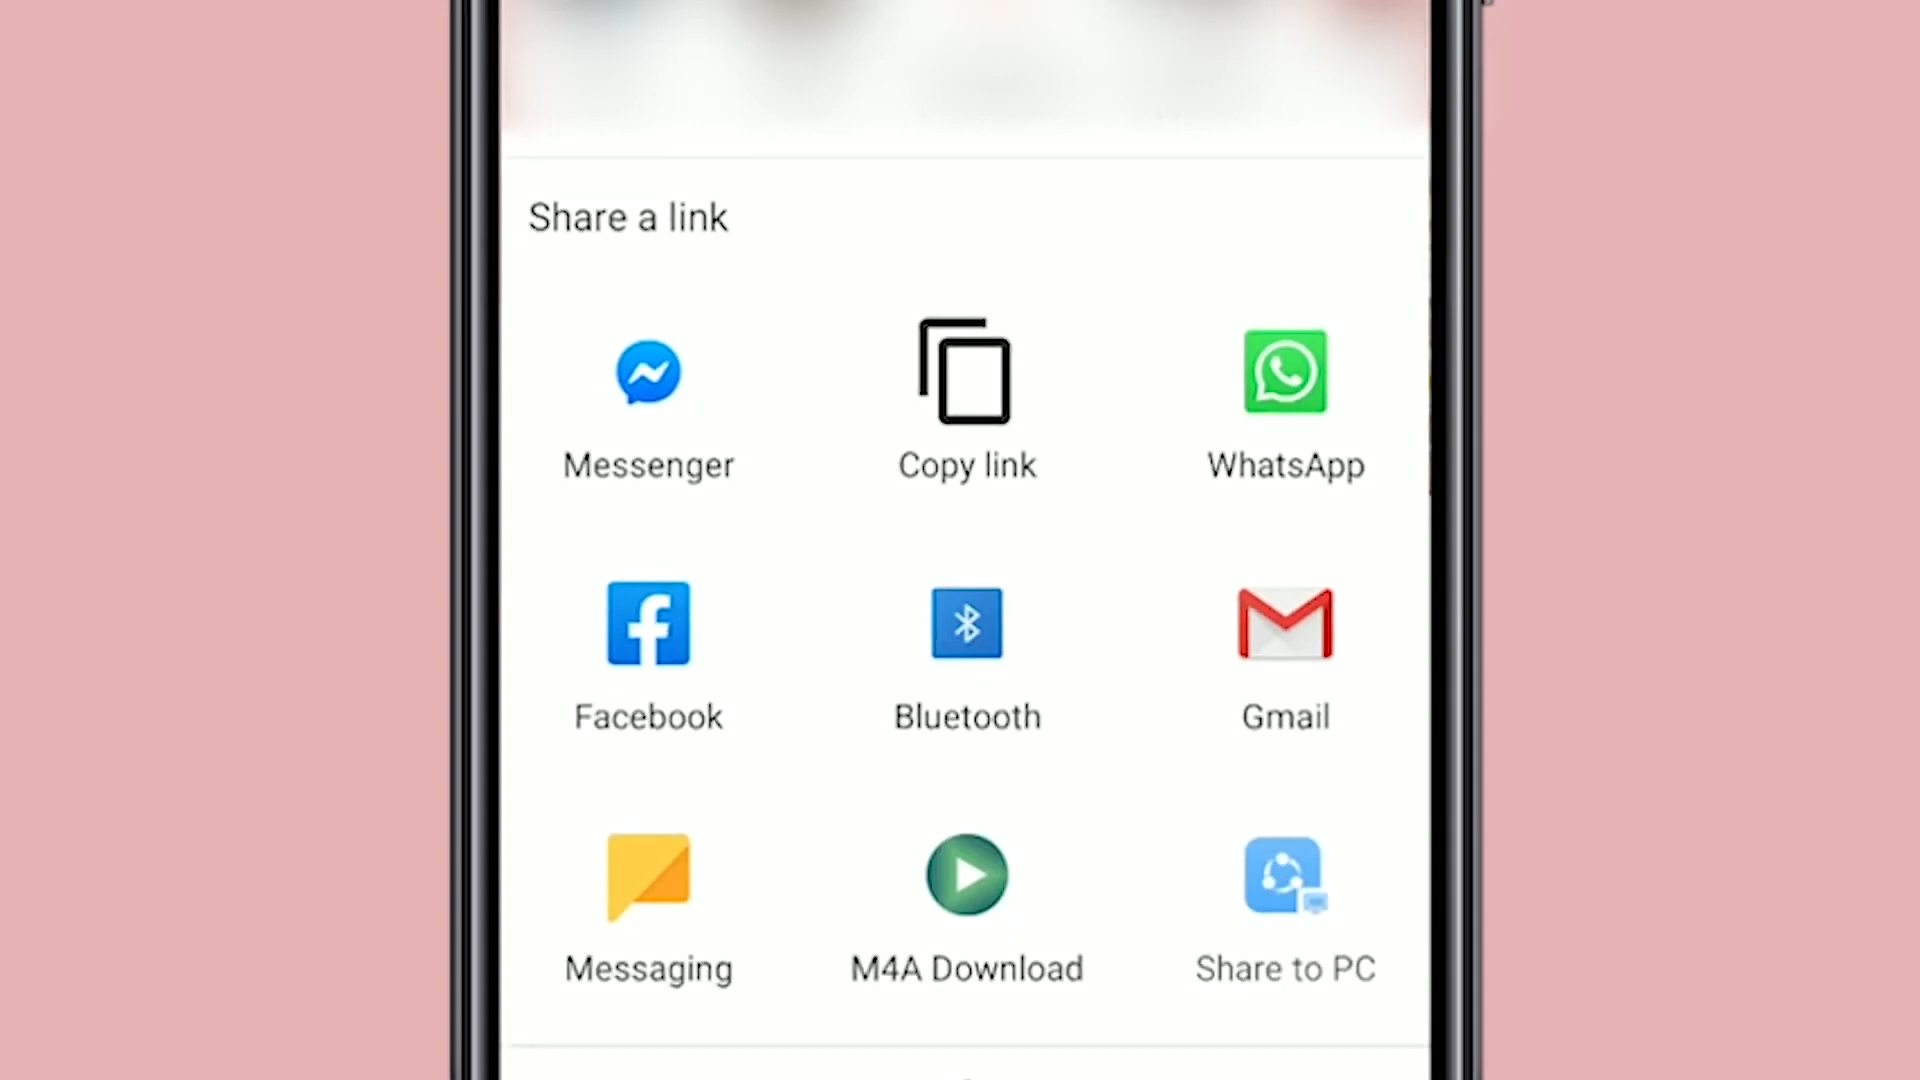 Share a link
Messenger
Copy link
WhatsApp
Facebook
Bluetooth
Gmail
Messaging
M4A Download
Share to PC